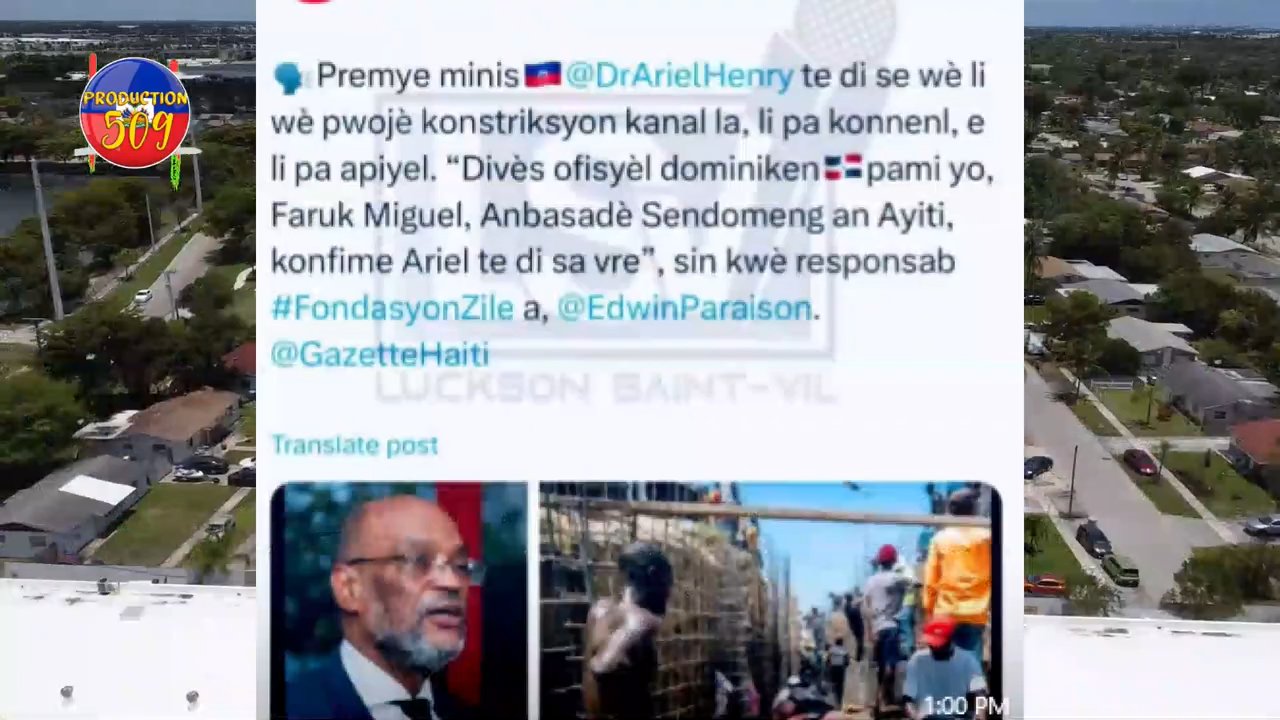 PRODUCTION
509
Premye minis @DrArielHenry te di se wè li
wè pwojè konstriksyon kanal la, li pa konnenl, e
li pa apiyel. “Divès ofisyèl dominiken pami yo,
Faruk Miguel, Anbasadè Sendomeng an Ayiti,
konfime Ariel te di sa vre”, sin kwè responsab
#FondasyonZile a, @EdwinParaison.
@GazetteHaiti
LUCKSON SAINT-VIL
Translate post
1:00 PM